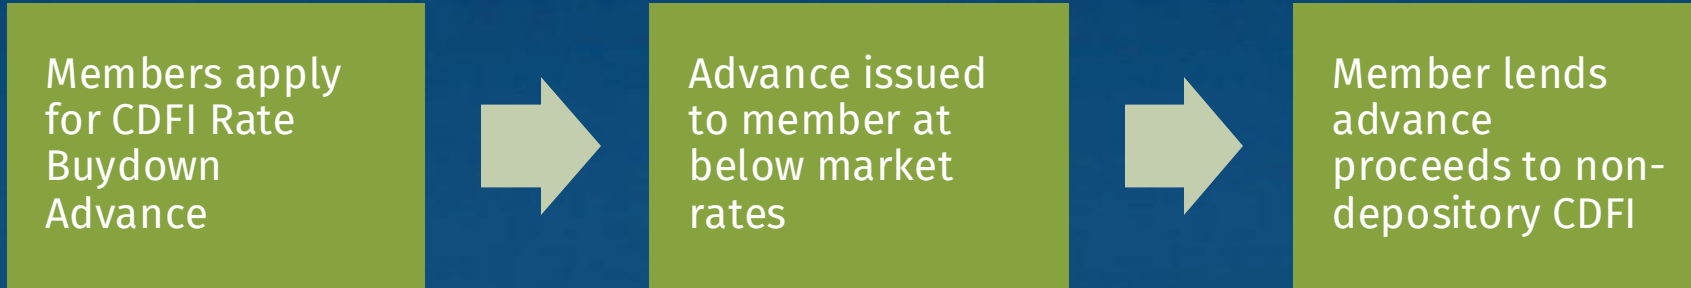 Members apply
for CDFI Rate
Buydown
Advance
Advance issued
to member at
below market
rates
Member lends
advance
proceeds to non-
depository CDFI